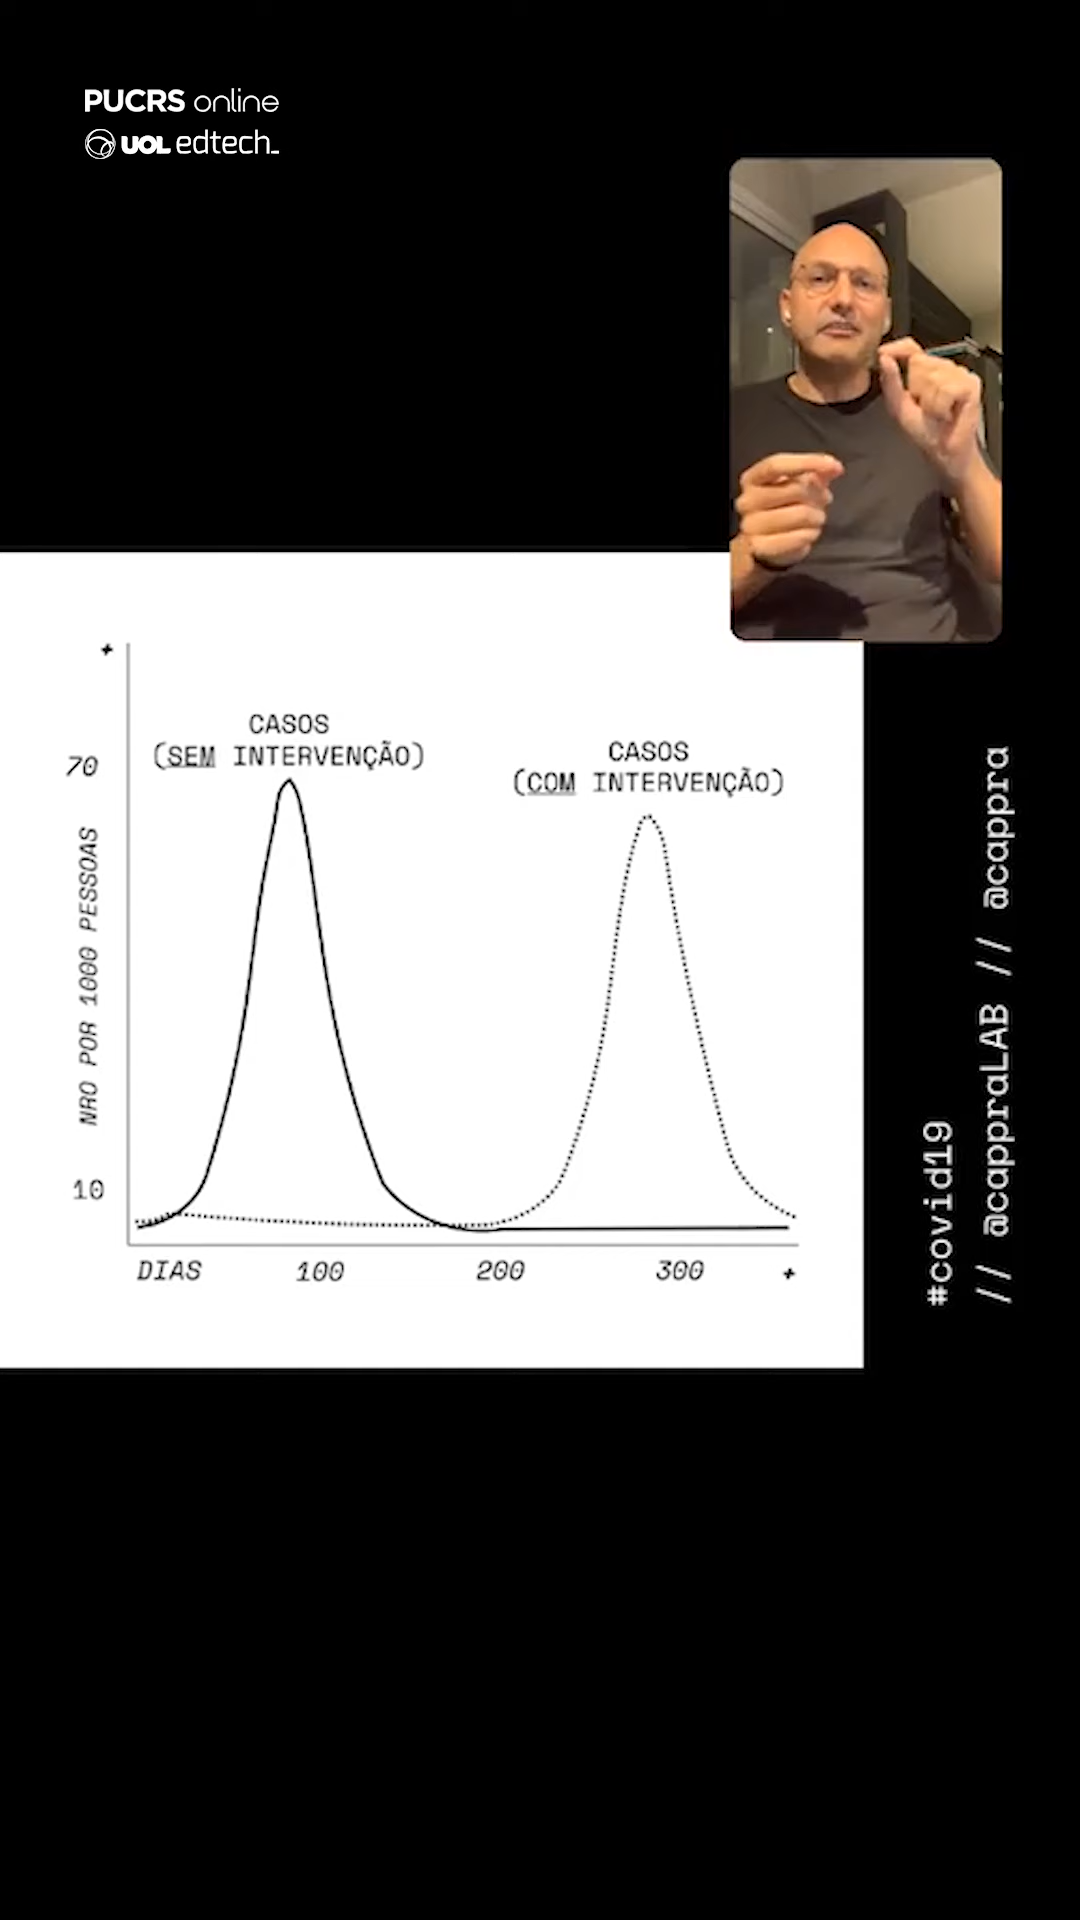 PUCRS online
UOL edtech_
+
CASOS
(SEM INTERVENÇÃO)
CASOS
(COM INTERVENÇÃO)
70
NRO POR 1000 PESSOAS
10
DIAS 100 200 300 +
#covid19
// @cappraLAB // @cappra